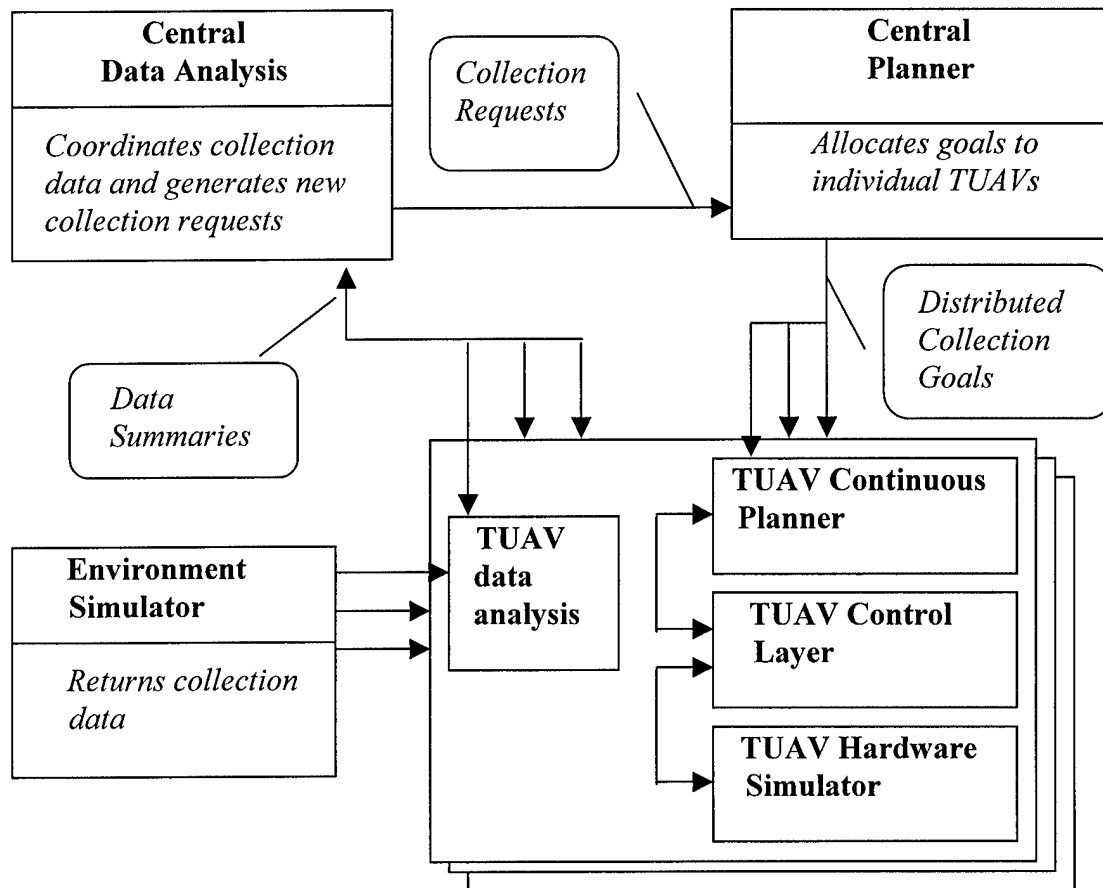 Central
Data Analysis
Coordinates collection
data and generates new
collection requests
Collection
Requests
Central
Planner
Allocates goals to
individual TUAVs
Distributed
Collection
Goals
Data
Summaries
Environment
Simulator
Returns collection
data
TUAV
data
analysis
TUAV Continuous
Planner
TUAV Control
Layer
TUAV Hardware
Simulator